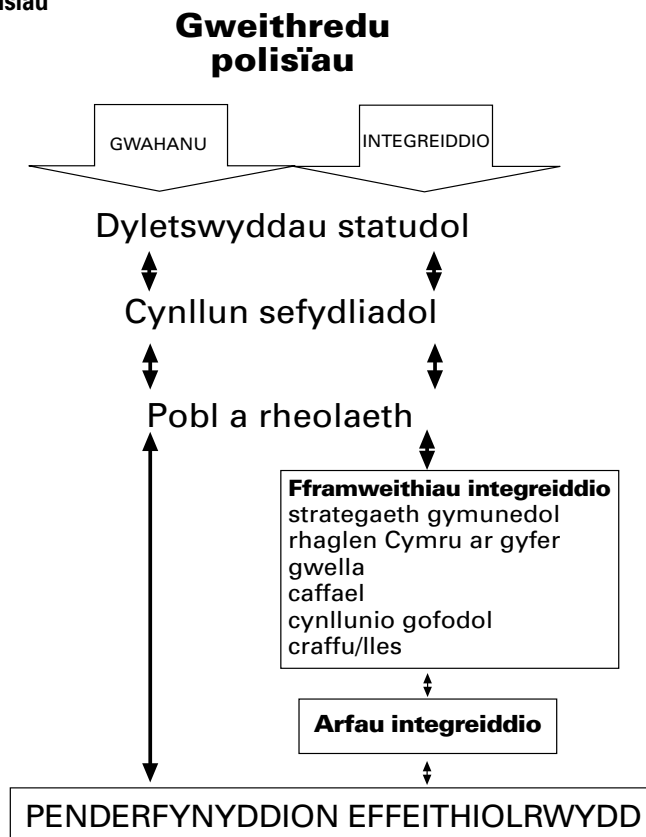 Gweithredu
polisïau
GWAHANU
INTEGREIDDIO
Dyletswyddau statudol
Cynllun sefydliadol
Pobl a rheolaeth
Fframweithiau integreiddio
strategaeth gymunedol
rhaglen Cymru ar gyfer
gwella
caffael
cynllunio gofodol
craffu/lles
Arfau integreiddio
PENDERFYNYDDION EFFEITHIOLRWYDD